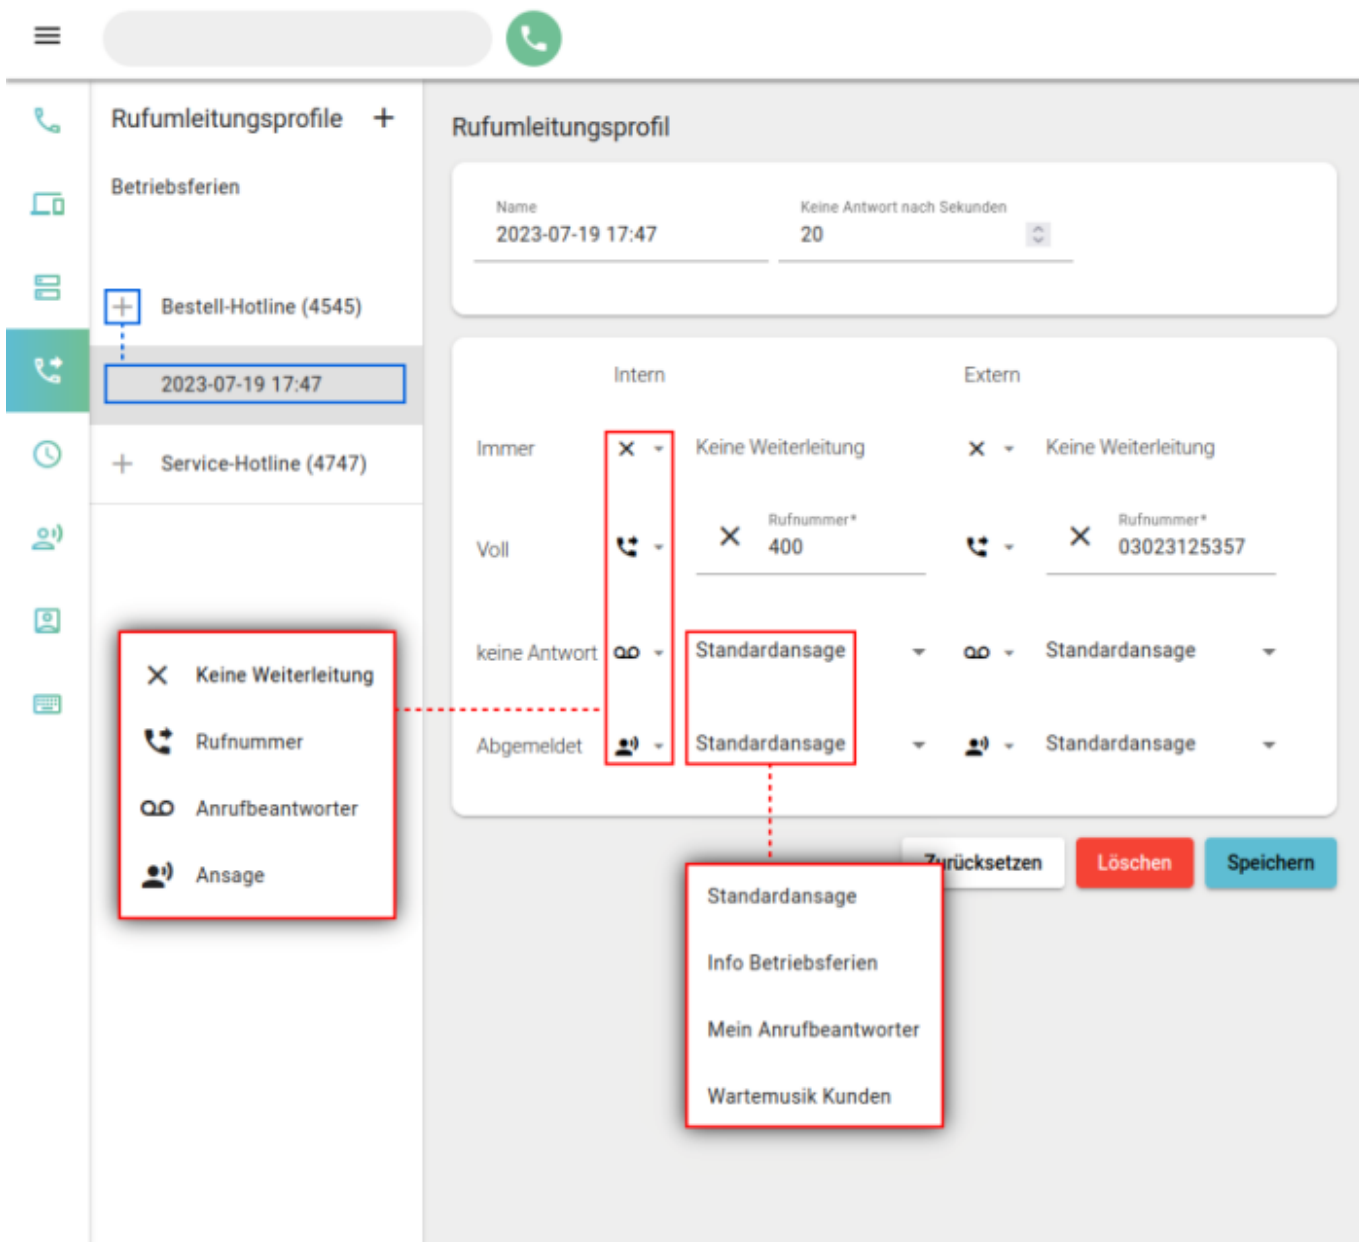 Rufumleitungsprofile +
Betriebsferien
Bestell-Hotline (4545)
2023-07-19 17:47
Service-Hotline (4747)
Rufumleitungsprofil
Name
2023-07-19 17:47
Keine Antwort nach Sekunden
20
Intern Extern
Immer Keine Weiterleitung Keine Weiterleitung
Voll Rufnummer* 400 Rufnummer* 03023125357
keine Antwort Standardansage Standardansage
Abgemeldet Standardansage Standardansage
Zurücksetzen Löschen Speichern
Keine Weiterleitung
Rufnummer
Anrufbeantworter
Ansage
Standardansage
Info Betriebsferien
Mein Anrufbeantworter
Wartemusik Kunden